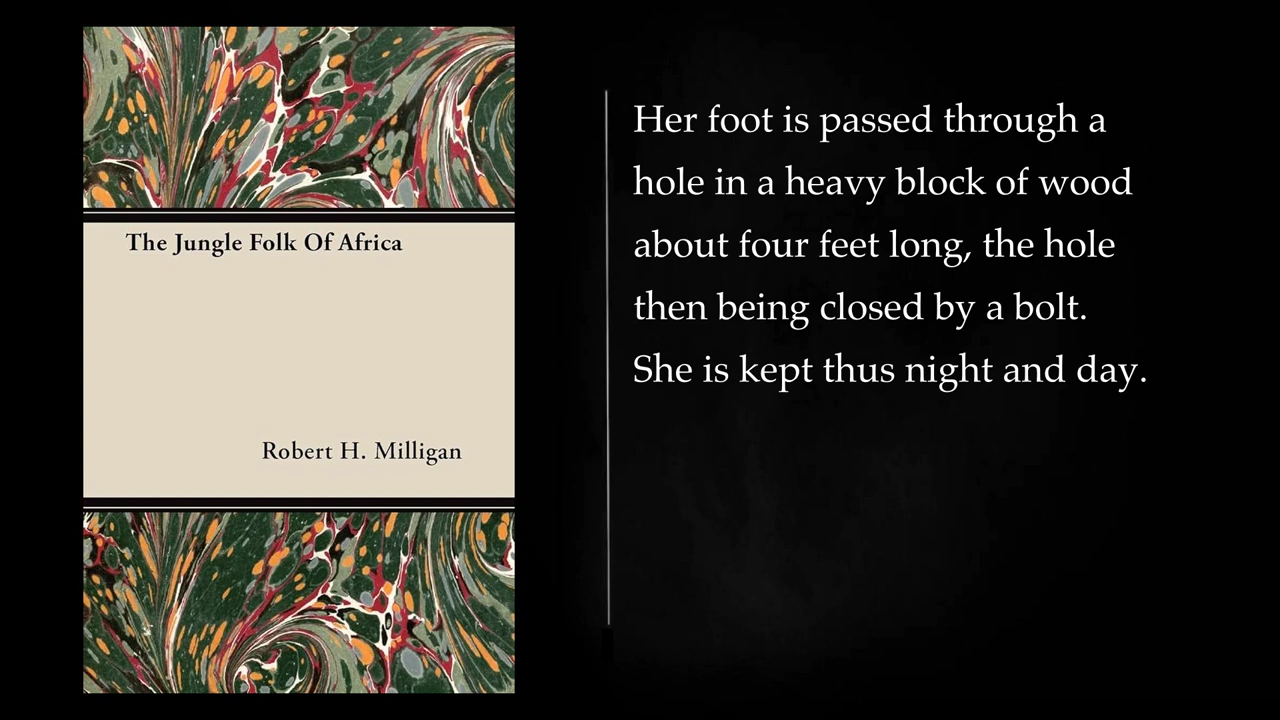 The Jungle Folk Of Africa
Robert H. Milligan
Her foot is passed through a
hole in a heavy block of wood
about four feet long, the hole
then being closed by a bolt.
She is kept thus night and day.